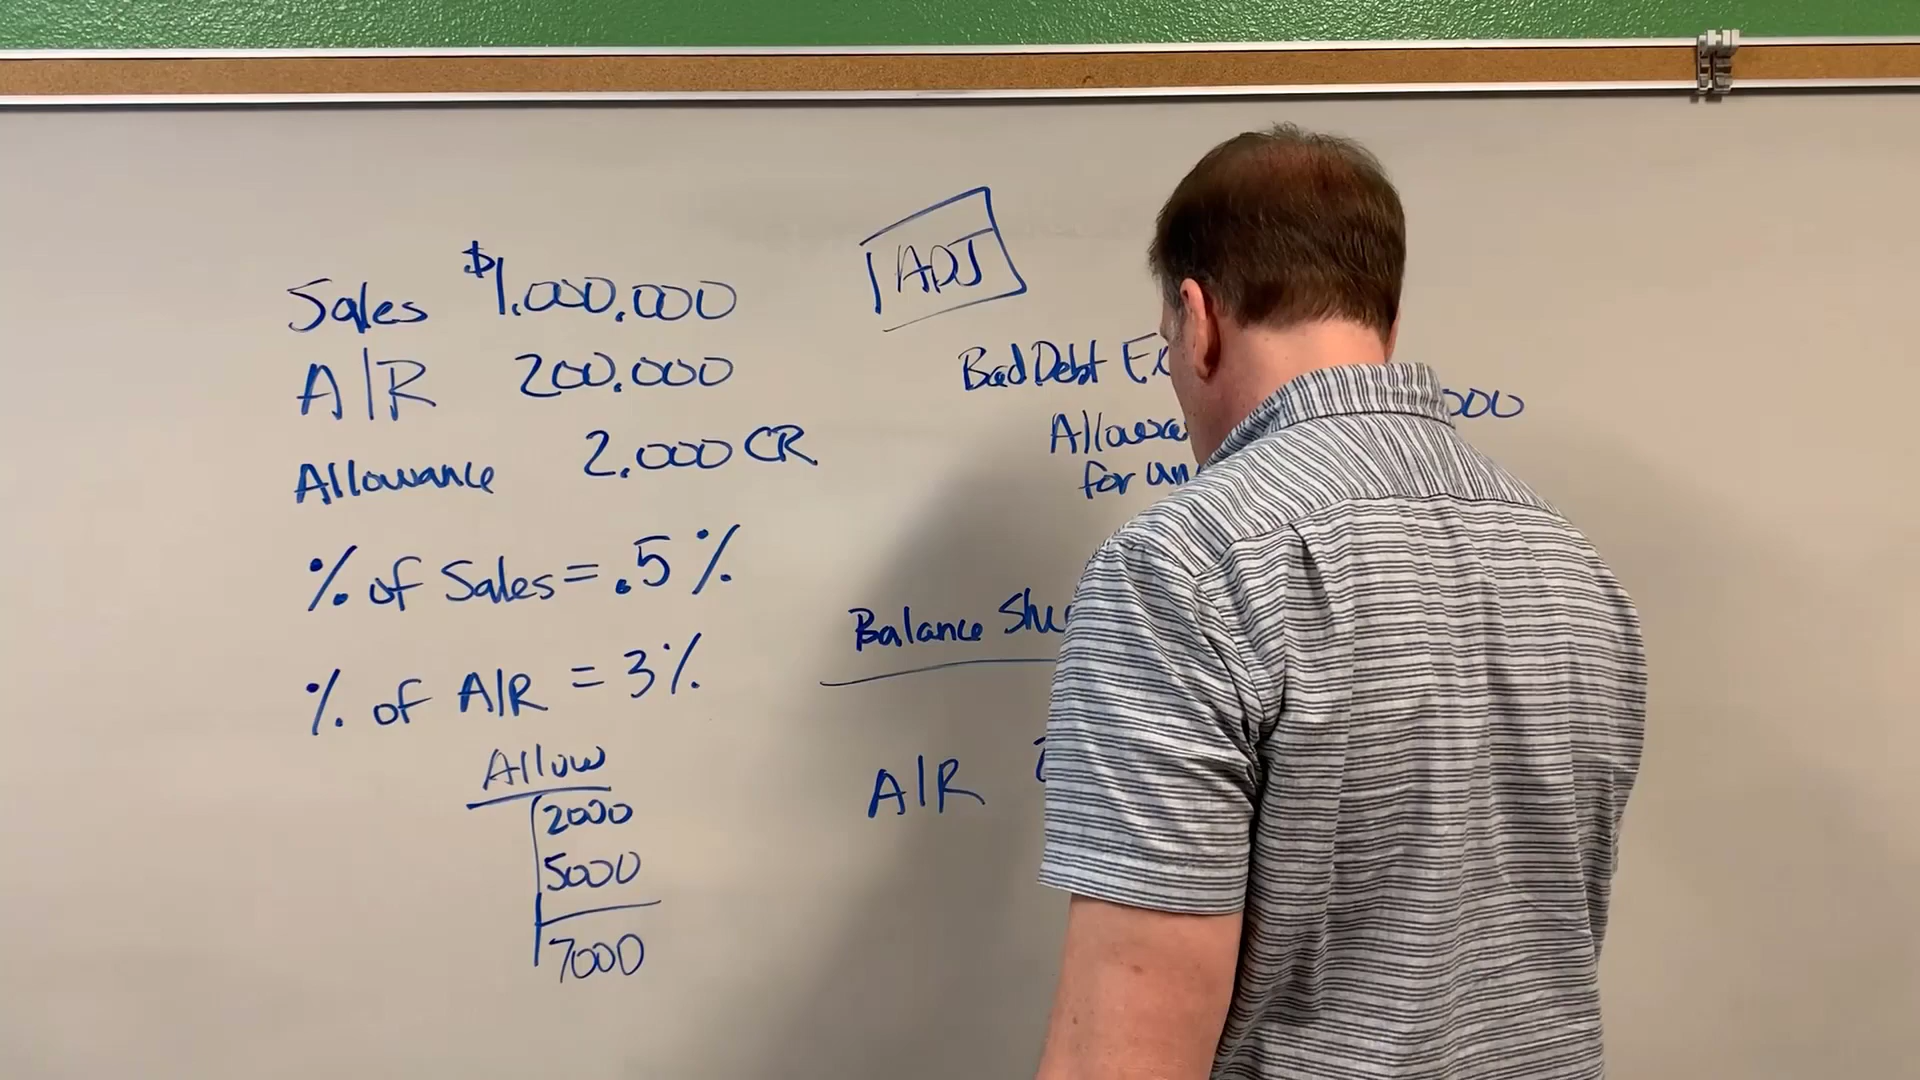 Sales $1,000,000
A/R 200,000
Allowance 2,000 CR
% of Sales = .5%
% of A/R = 3%
Allow
2000
5000
7000
ADJ
Bad Debt
for
Balance
A/R